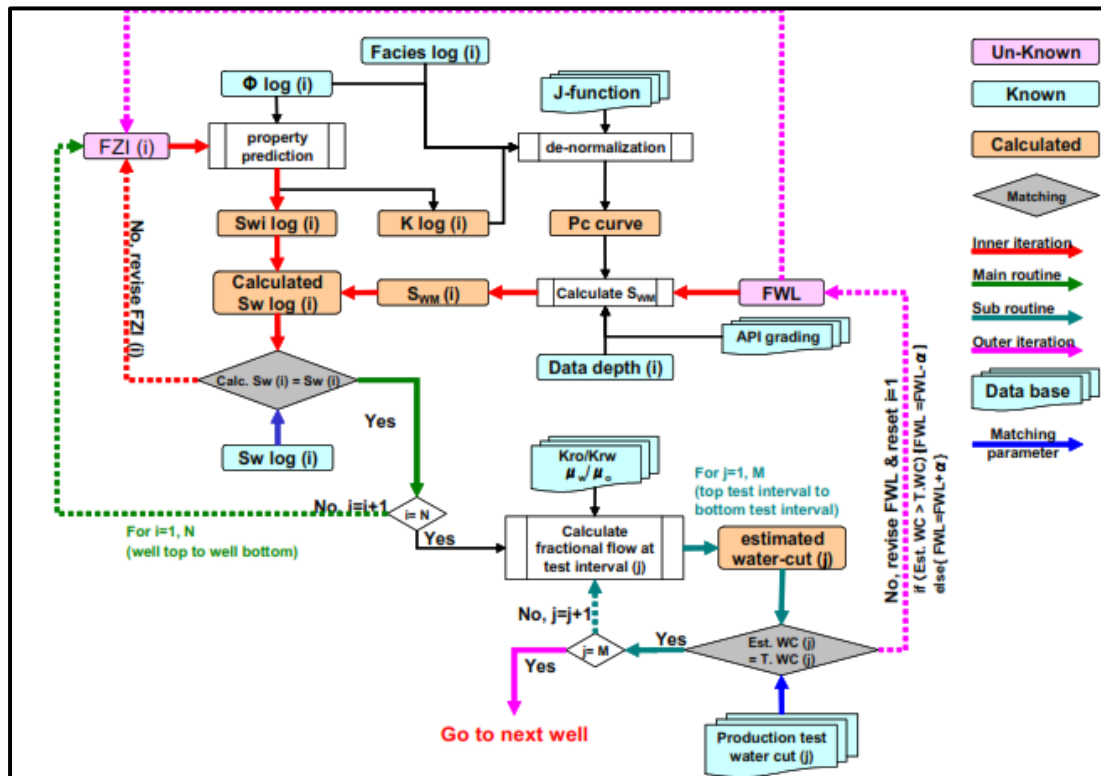 Facies log (i)
Φ log (i)
J-function
FZI (i)
property
prediction
de-normalization
Swi log (i)
K log (i)
Pc curve
Calculated
Sw log (i)
SWM (i)
Calculate SWM
FWL
API grading
Data depth (i)
No, revise FZI (i)
Calc. Sw (i) = Sw (i)
Yes
Sw log (i)
No, i=i+1
i= N
Yes
For i=1, N
(well top to well bottom)
Kro/Krw
μw/ μo
For j=1, M
(top test interval to
bottom test interval)
Calculate
fractional flow at
test interval (j)
estimated
water-cut (j)
No, j=j+1
j= M
Yes
Yes
Est. WC (j)
= T. WC (j)
No, revise FWL & reset i=1
if (Est. WC > T.WC) [FWL =FWL-α]
else{ FWL=FWL+α}
Production test
water cut (j)
Go to next well
Un-Known
Known
Calculated
Matching
Inner iteration
Main routine
Sub routine
Outer iteration
Data base
Matching
parameter